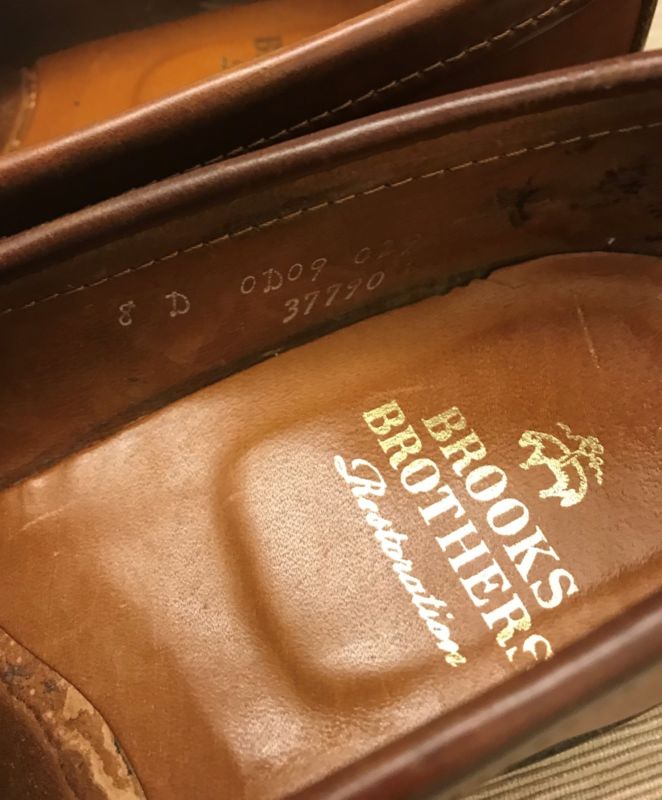 8 D 0D09
37790
BROOKS
BROTHERS
Restoration